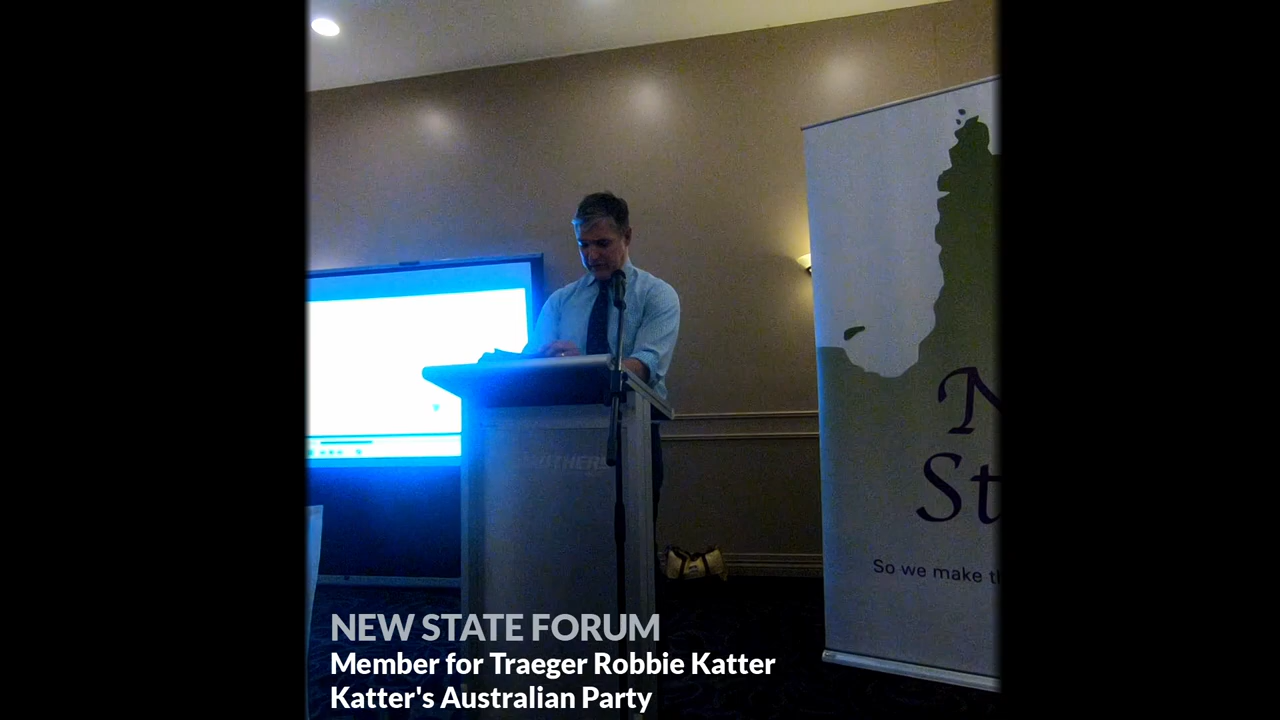 St
So we make
NEW STATE FORUM
Member for Traeger Robbie Katter
Katter's Australian Party